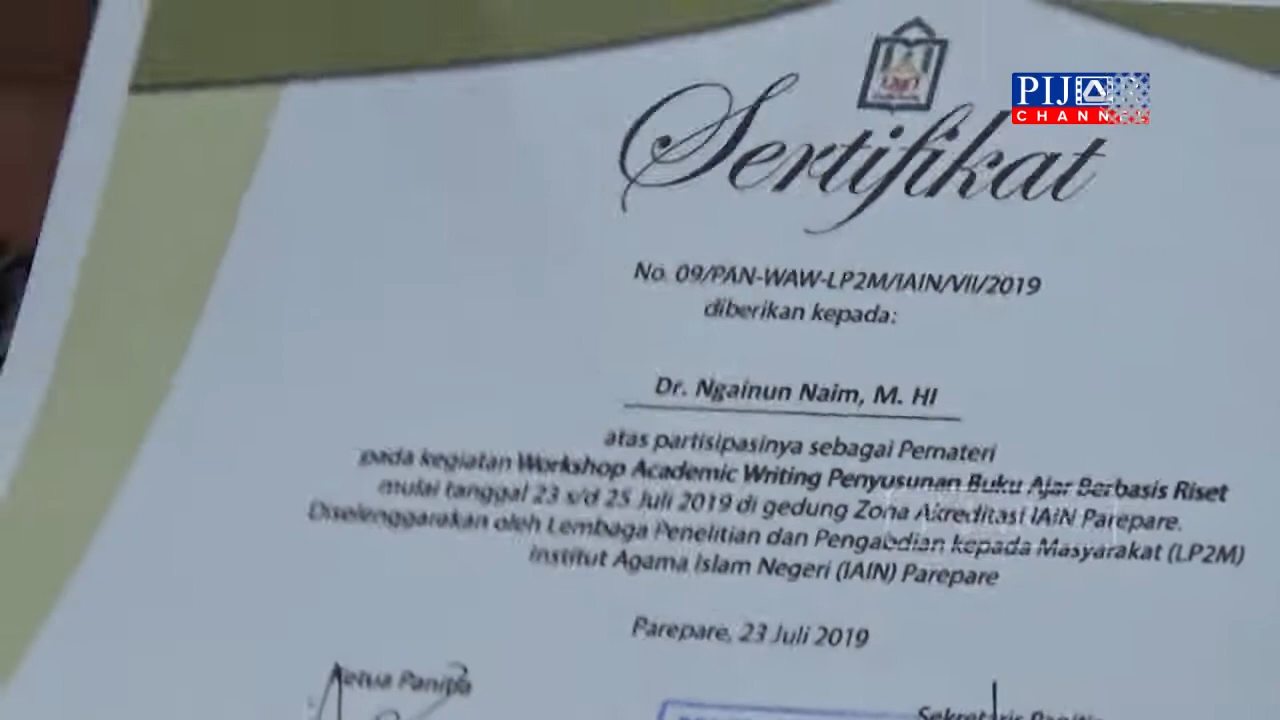 PIJ
CHANNEL
Sertifikat
No. 09/PAN-WAW-LP2M/IAIN/VII/2019
diberikan kepada:
Dr. Ngainun Naim, M. HI
atas partisipasinya sebagai Pemateri
pada kegiatan Workshop Academic Writing Penyusunan Buku Ajar Berbasis Riset
mulai tanggal 23 s/d 25 Juli 2019 di gedung Zona Akreditasi IAIN Parepare.
Diselenggarakan oleh Lembaga Penelitian dan Pengabdian kepada Masyarakat (LP2M)
Institut Agama Islam Negeri (IAIN) Parepare
Parepare, 23 Juli 2019
Ketua Panitia
Sekretaris